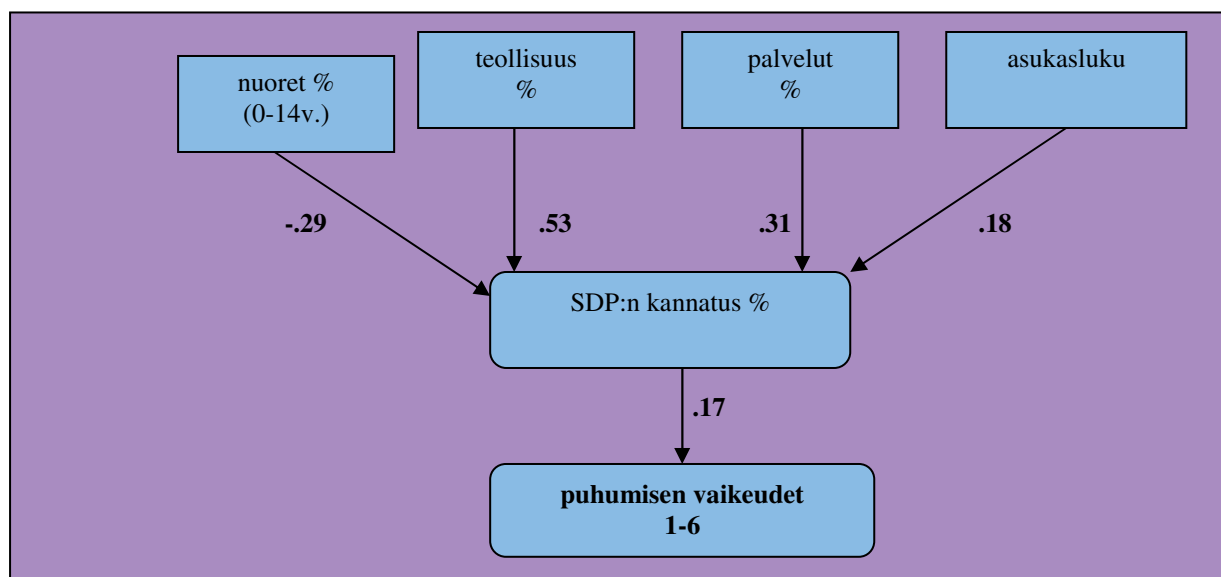 nuoret %
(0-14v.)
teollisuus
%
palvelut
%
asukasluku
-.29
.53
.31
.18
SDP:n kannatus %
.17
puhumisen vaikeudet
1-6